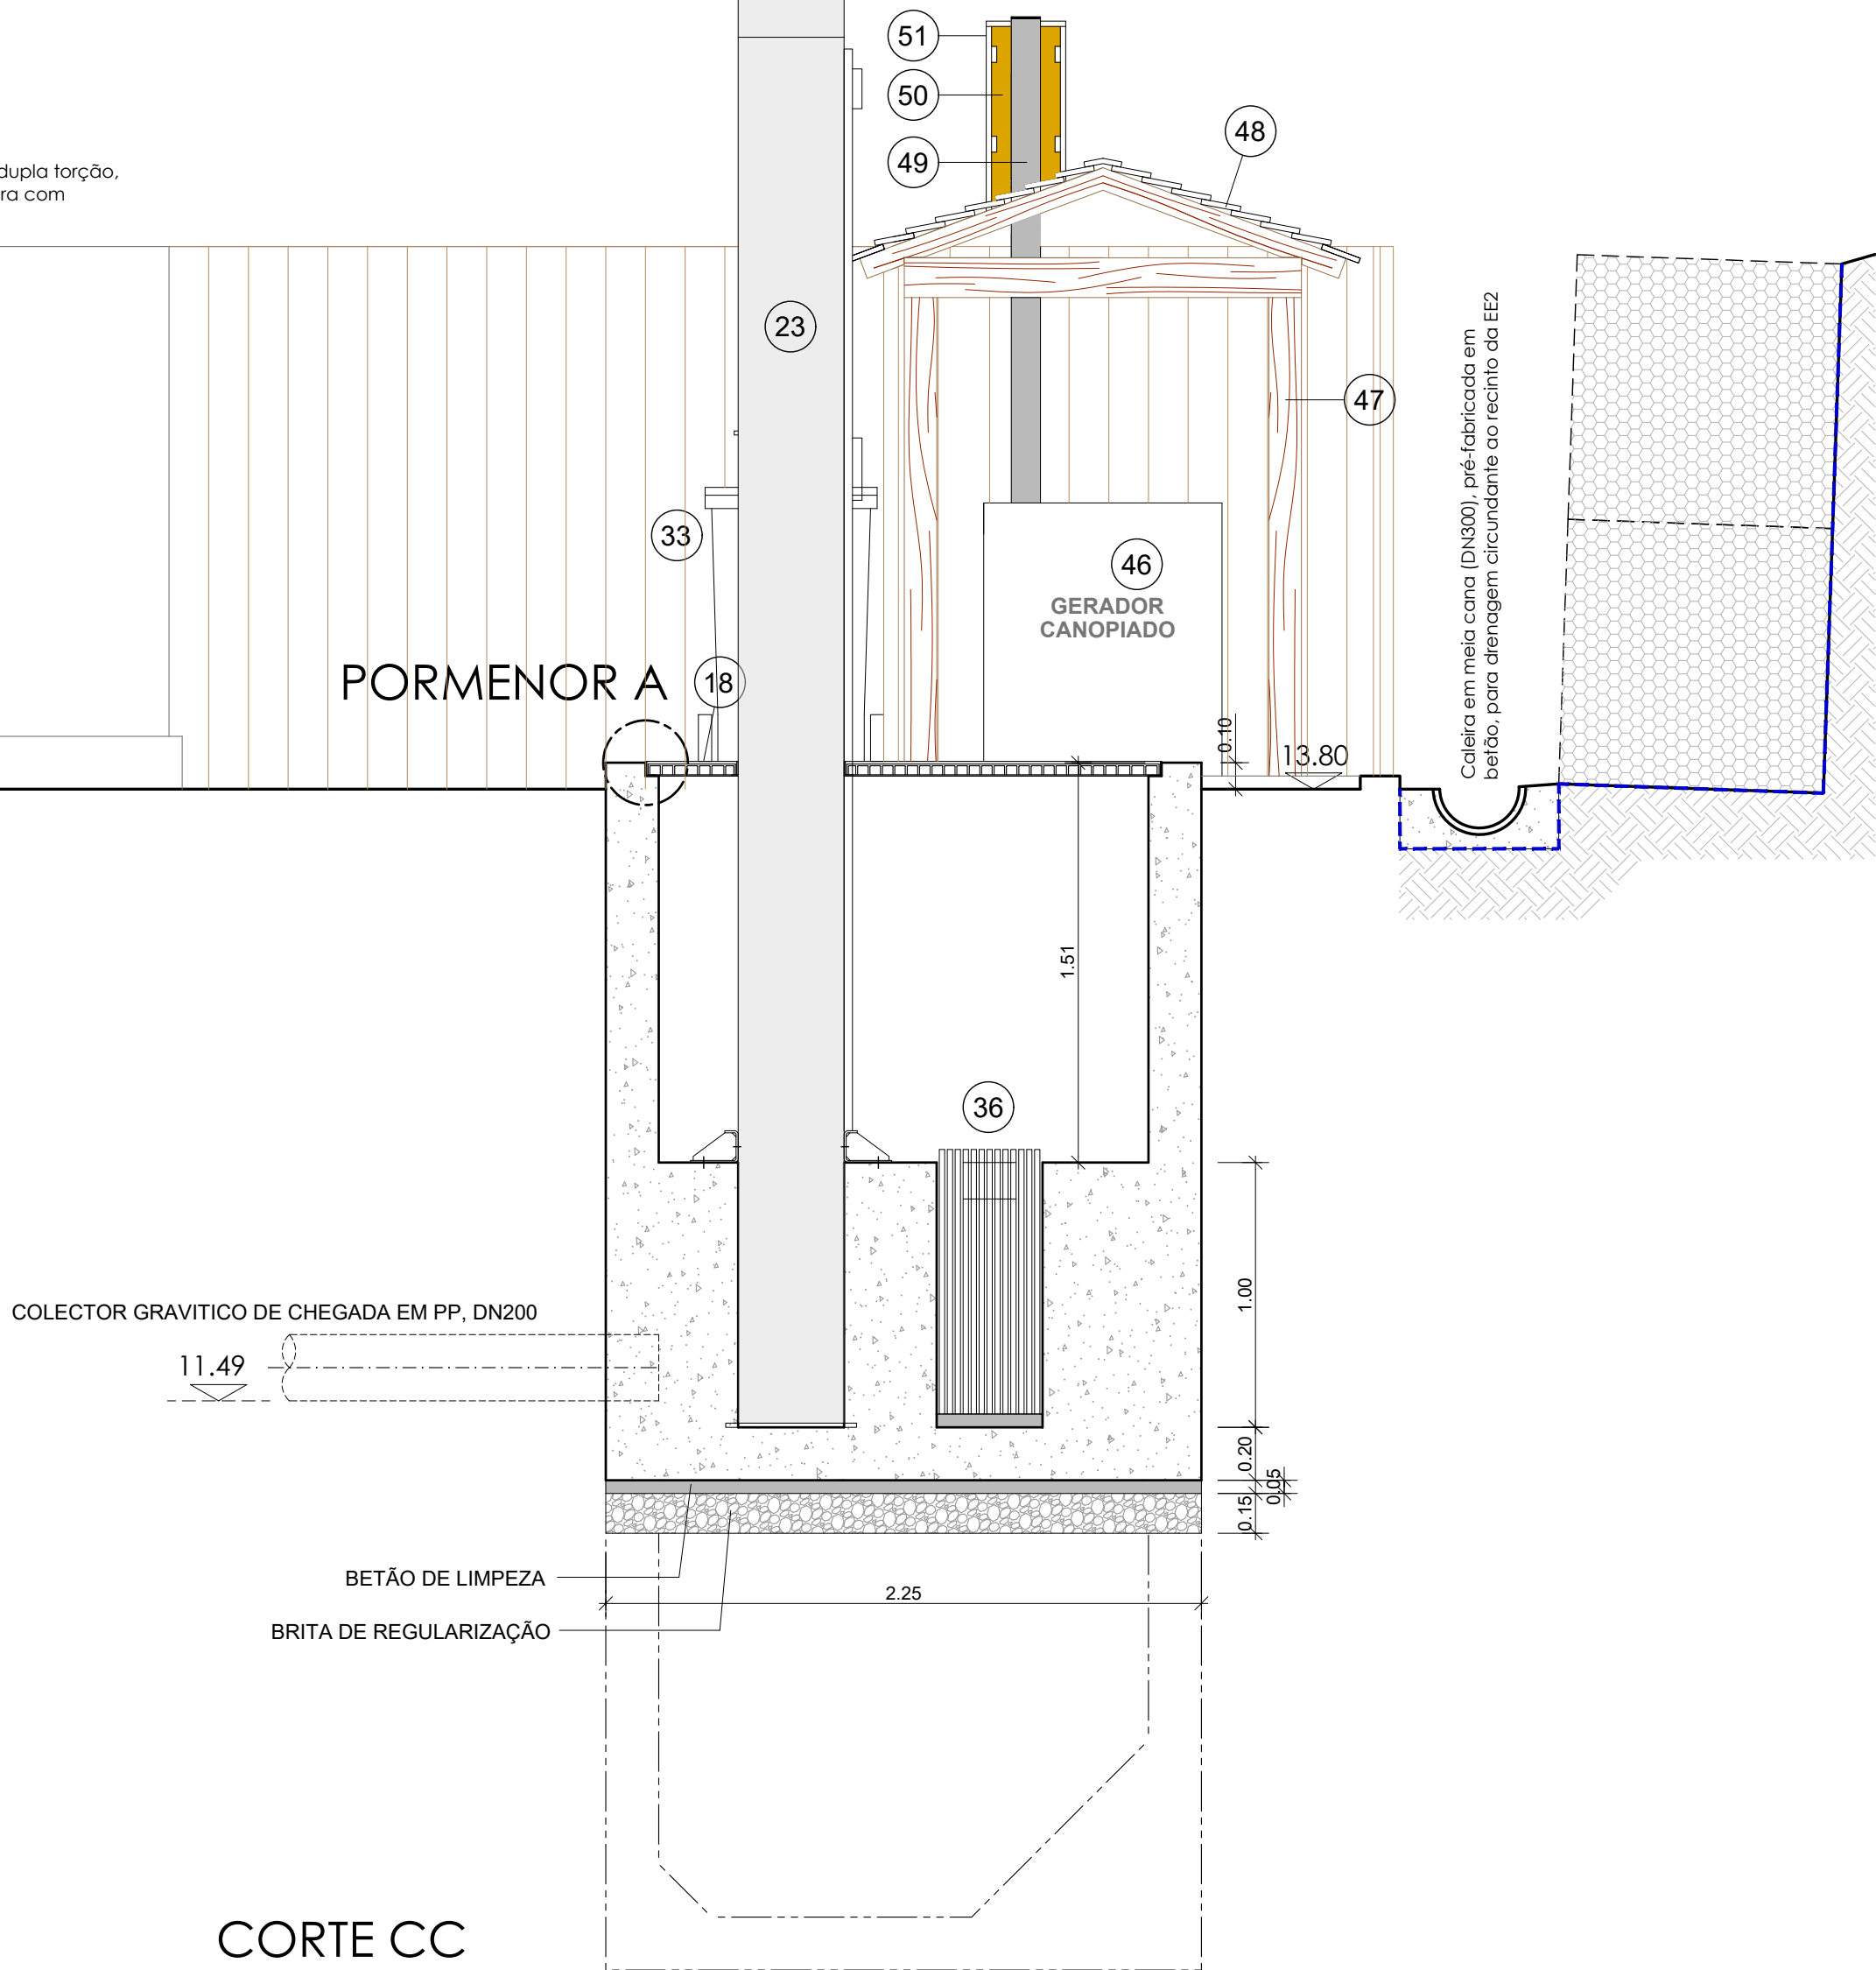 51
50
48
49
dupla torção,
ra com
23
Caleira em meia cana (DN300), pré-fabricada em
betão, para drenagem circundante ao recinto da EE2
47
33
46
GERADOR
CANOPIADO
PORMENOR A
18
0.10
13.80
1.51
36
1.00
COLECTOR GRAVITICO DE CHEGADA EM PP, DN200
11.49
0.20
0.05
0.15
BETÃO DE LIMPEZA
2.25
BRITA DE REGULARIZAÇÃO
CORTE CC